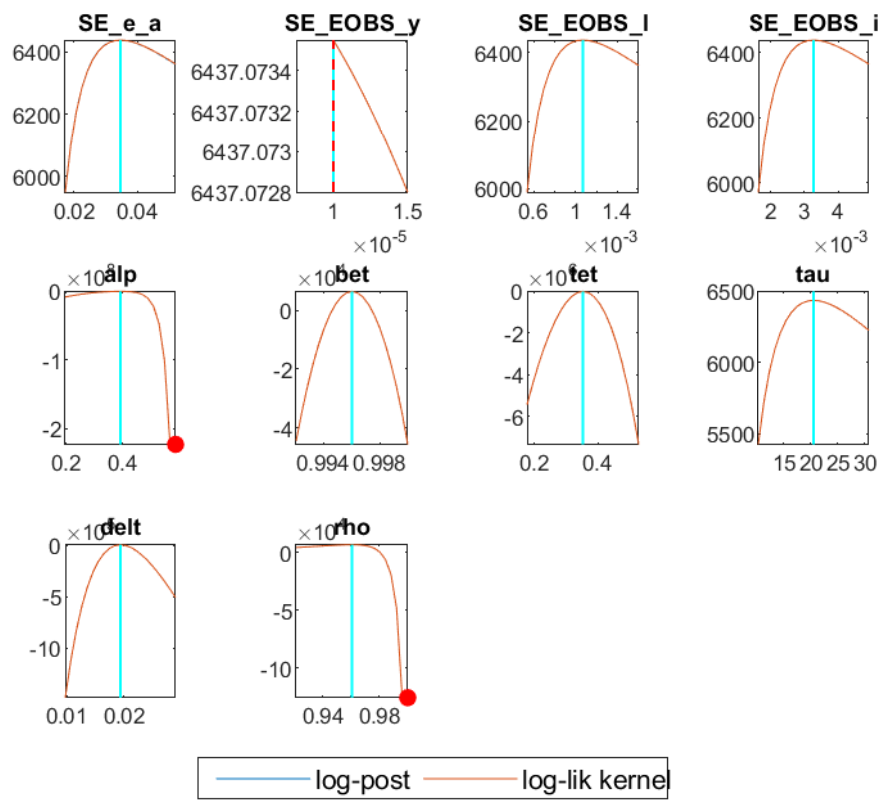 SE_e_a SE_EOBS_y SE_EOBS_l SE_EOBS_i
6400 6437.0734 6400 6400
6437.0732
6200 6200 6200
6437.073
6000 6437.0728 6000 6000
0.02 0.04 1 1.5 0.6 1 1.4 2 3 4
×10-5 ×10-3 ×10-3
alp bet tet tau
0 0 0 6500
-2
-1 -2 6000
-4
-2 -4 -6 5500
0.2 0.4 0.994 0.998 0.2 0.4 15 20 25 30
delt rho
0 0
-5 -5
-10 -10
0.01 0.02 0.94 0.98
log-post log-lik kernel